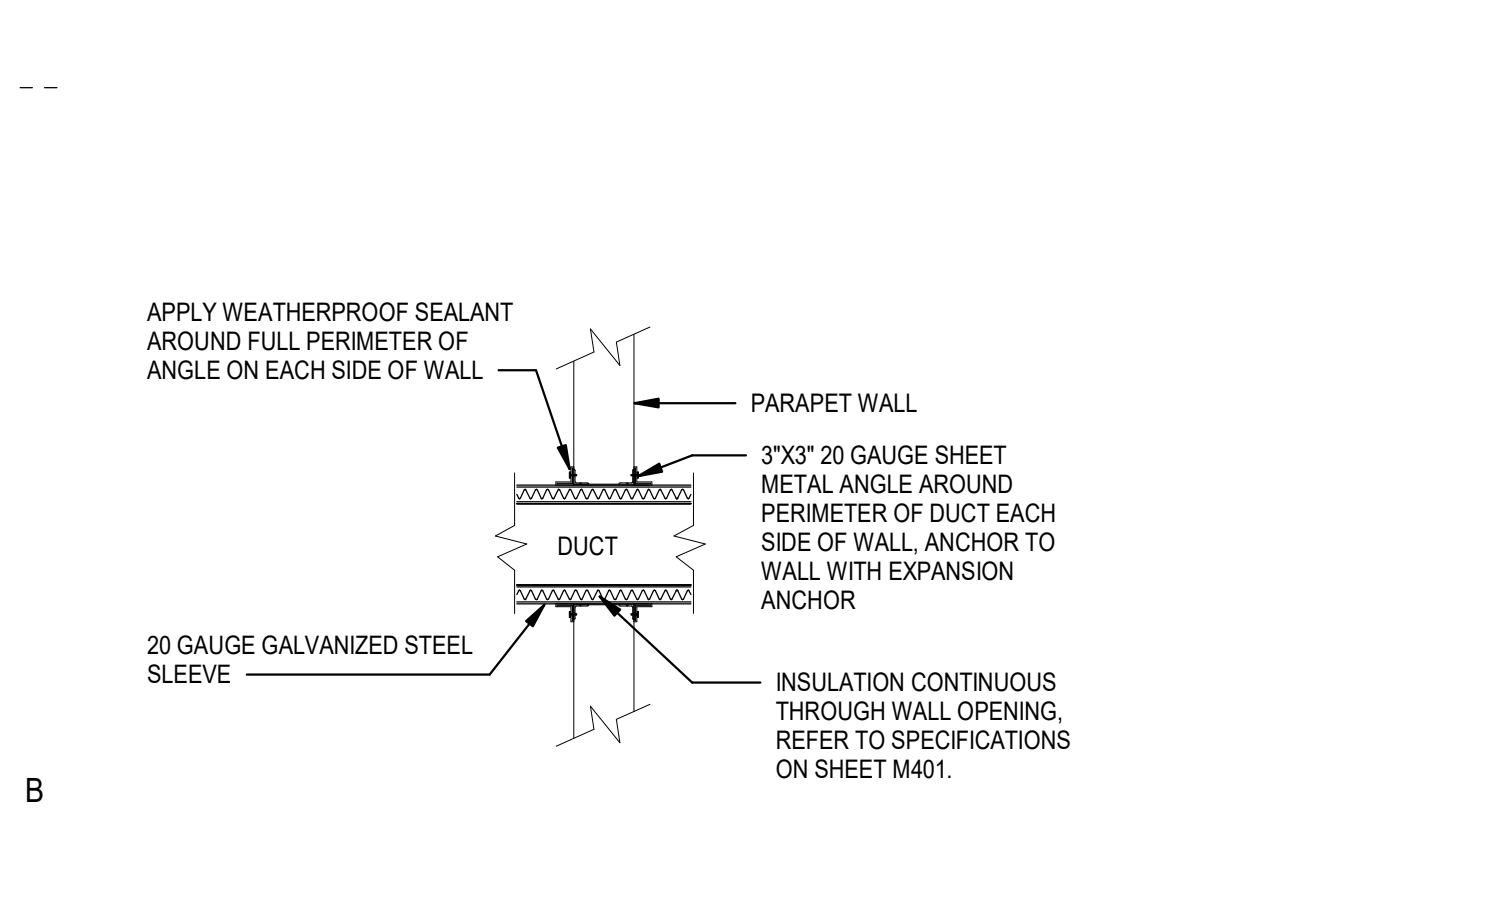 APPLY WEATHERPROOF SEALANT
AROUND FULL PERIMETER OF
ANGLE ON EACH SIDE OF WALL
PARAPET WALL
3"X3" 20 GAUGE SHEET
METAL ANGLE AROUND
PERIMETER OF DUCT EACH
SIDE OF WALL, ANCHOR TO
WALL WITH EXPANSION
ANCHOR
DUCT
20 GAUGE GALVANIZED STEEL
SLEEVE
INSULATION CONTINUOUS
THROUGH WALL OPENING,
REFER TO SPECIFICATIONS
ON SHEET M401.
B